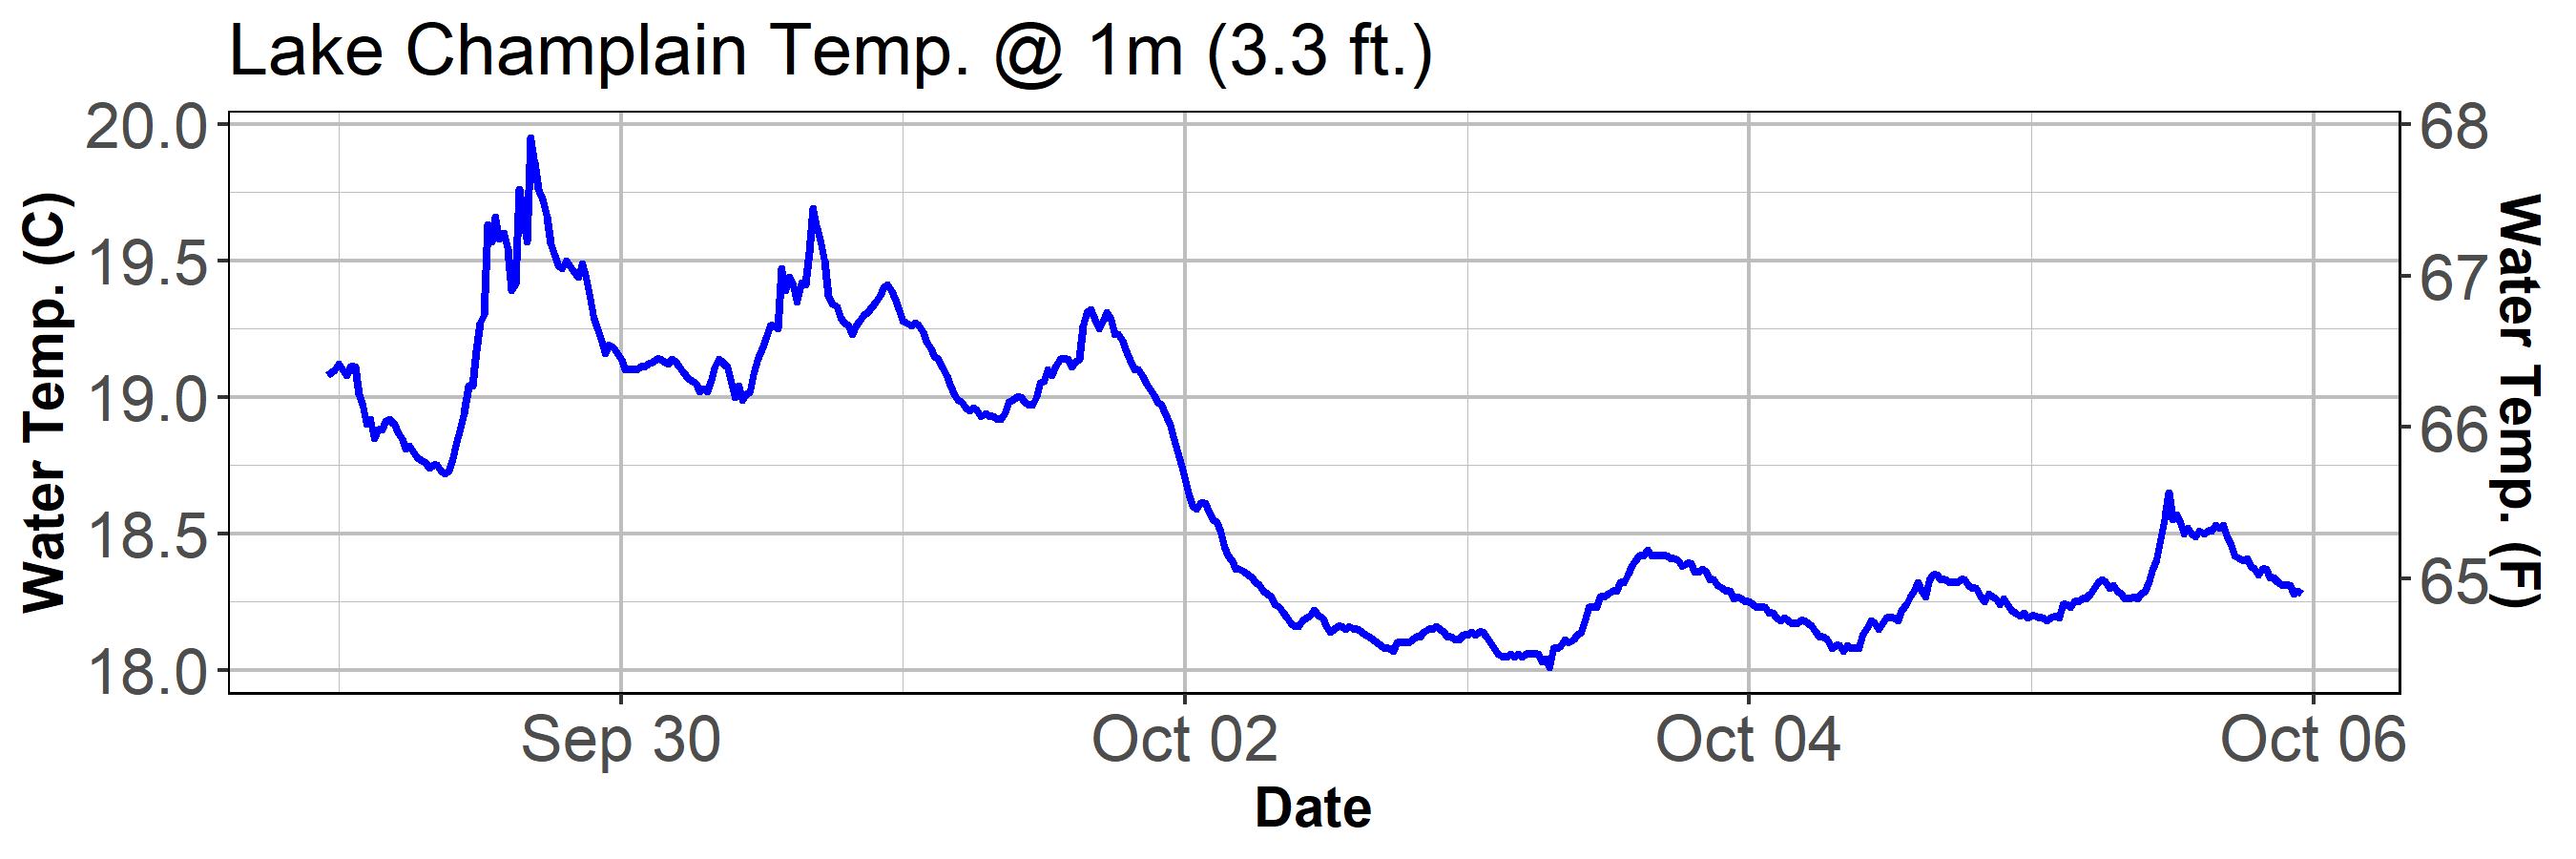 Lake Champlain Temp. @ 1m (3.3 ft.)
Water Temp. (C)
20.0
19.5
19.0
18.5
18.0
68
67
66
65
Water Temp. (F)
Sep 30
Oct 02
Oct 04
Oct 06
Date